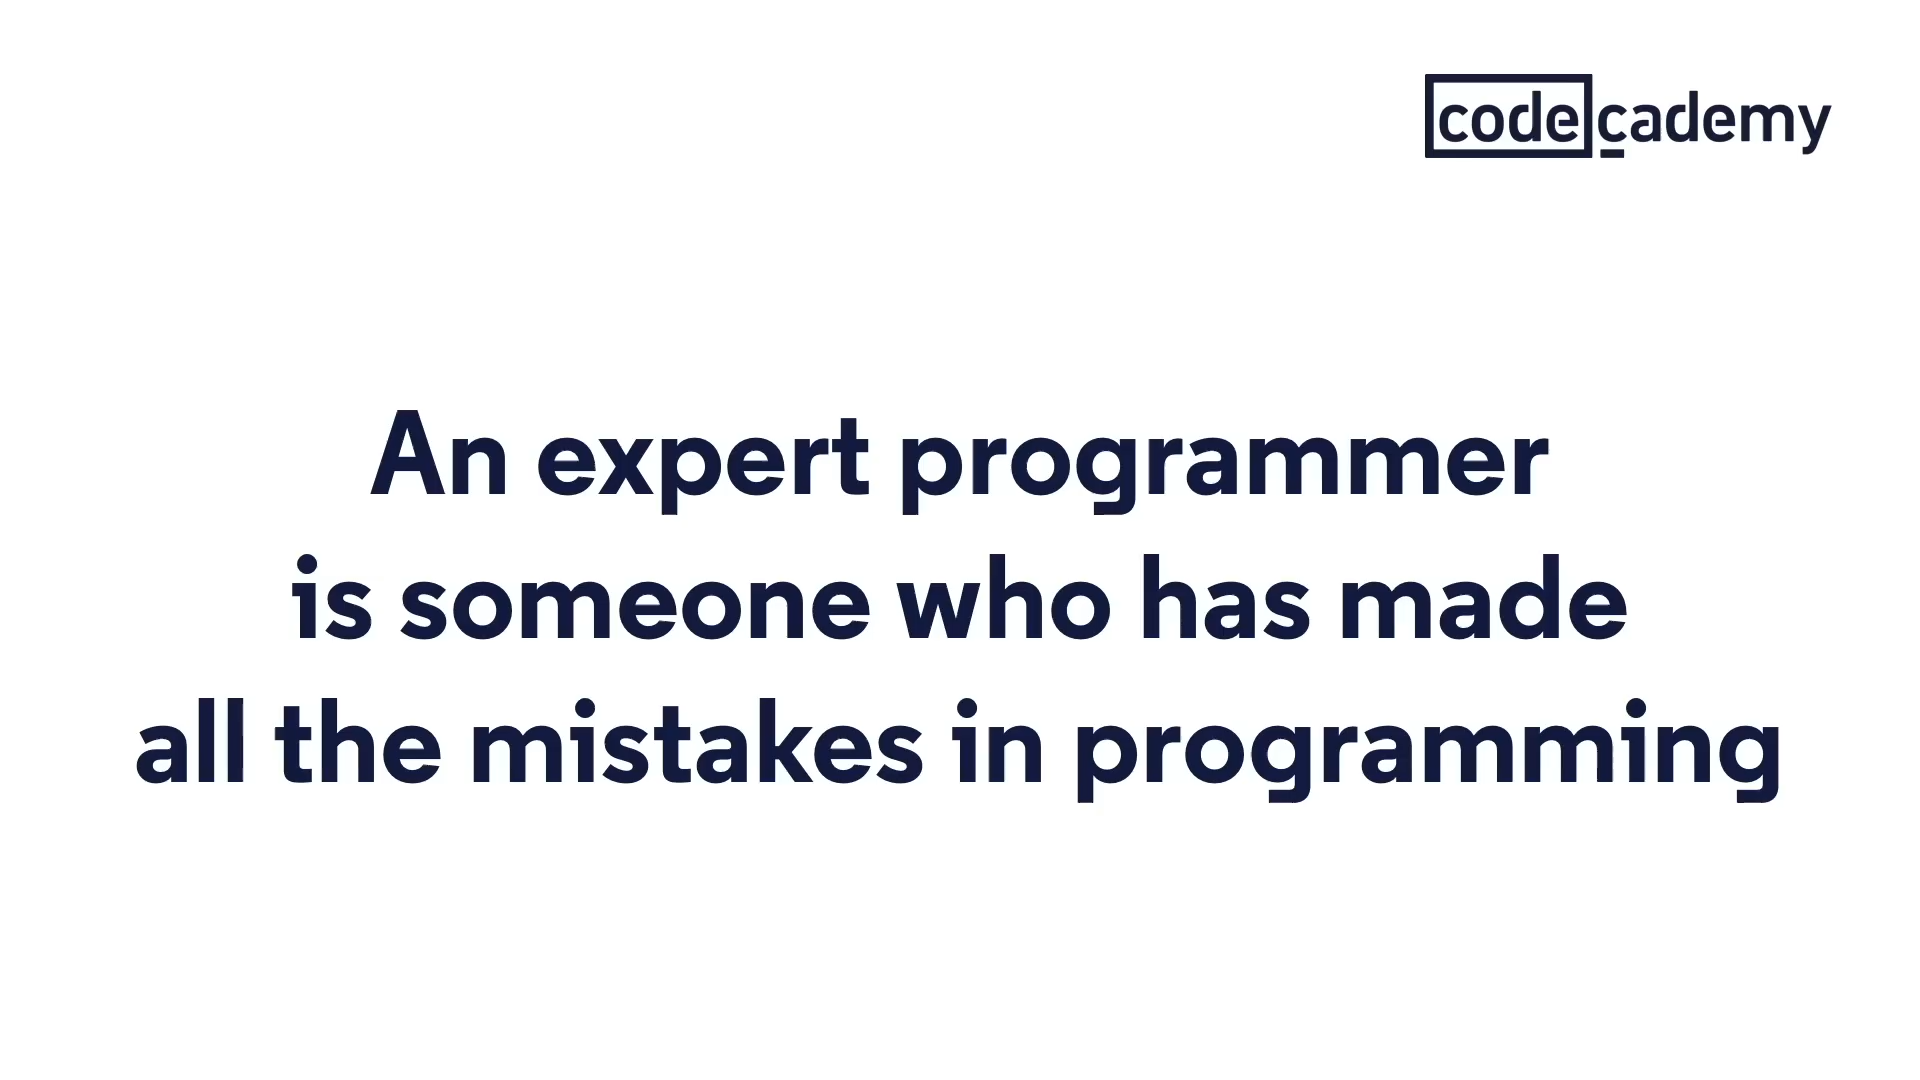 codecademy
An expert programmer
is someone who has made
all the mistakes in programming